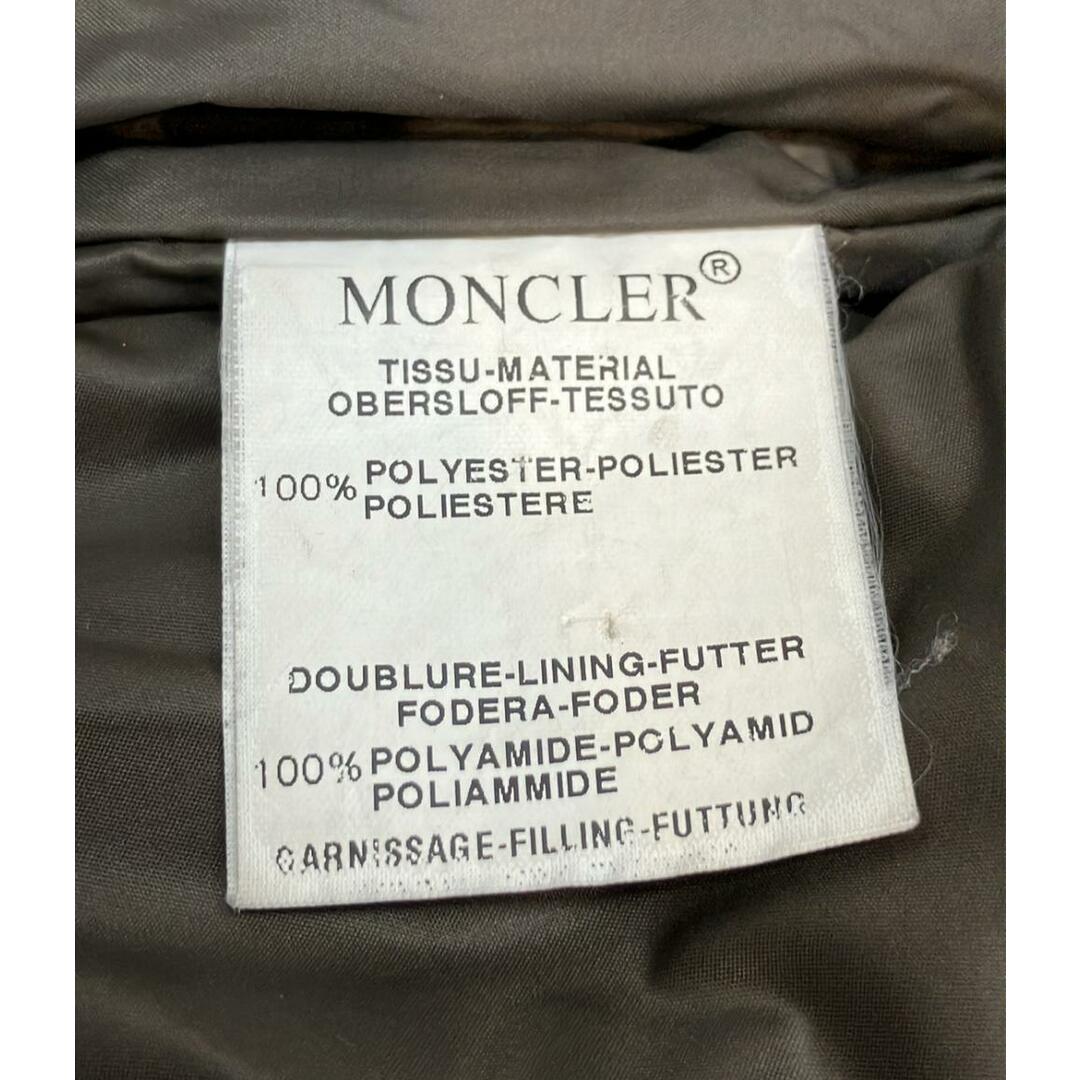 MONCLER®
TISSU-MATERIAL
OBERSLOFF-TESSUTO
100% POLYESTER-POLIESTER
POLIESTERE
DOUBLURE-LINING-FUTTER
FODERA-FODER
100% POLYAMIDE-POLYAMID
POLIAMMIDE
GARNISSAGE-FILLING-FUTTUNG